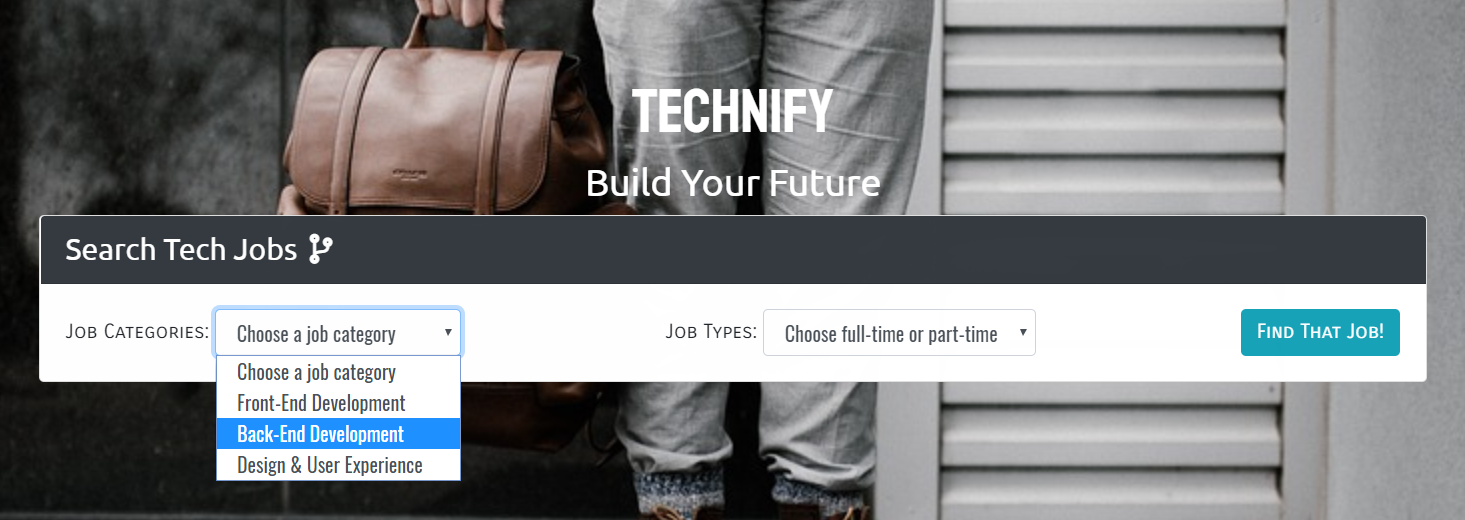 TECHNIFY
Build Your Future
Search Tech Jobs
Job Categories: Choose a job category Job Types: Choose full-time or part-time Find That Job!
Choose a job category
Front-End Development
Back-End Development
Design & User Experience